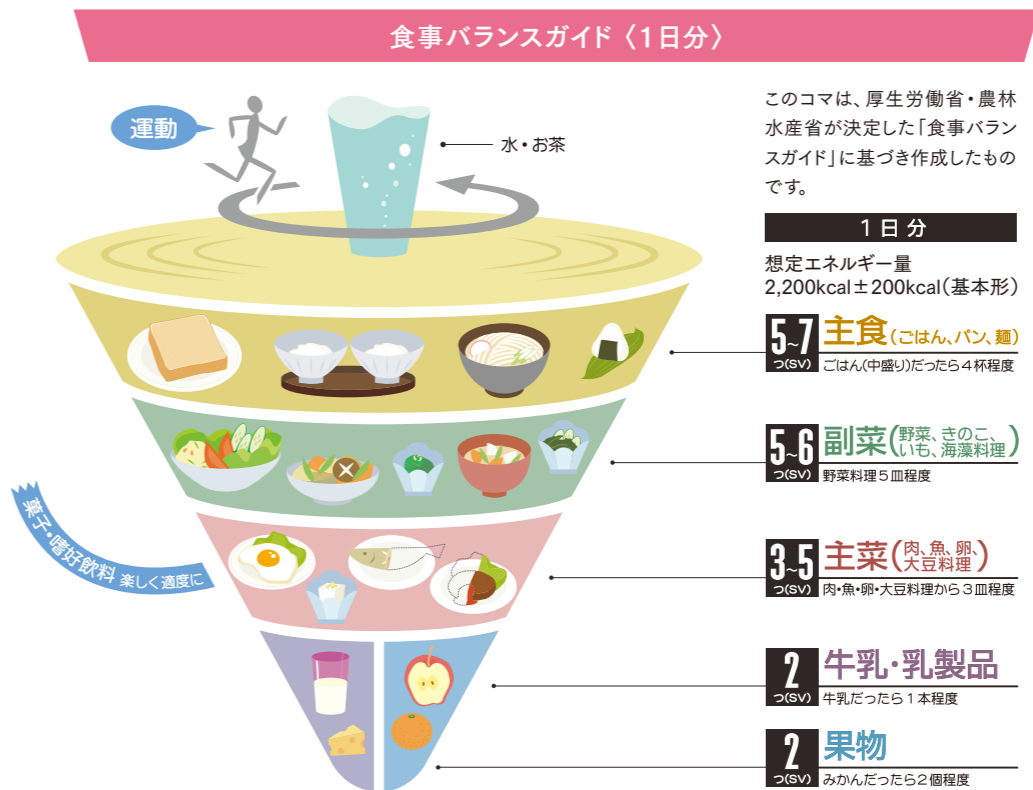 食事バランスガイド〈1日分〉
運動
水・お茶
このコマは、厚生労働省・農林
水産省が決定した「食事バラン
スガイド」に基づき作成したもの
です。
1日分
想定エネルギー量
2,200kcal±200kcal(基本形)
5~7
つ(SV)
主食(ごはん、パン、麺)
ごはん(中盛り)だったら4杯程度
5~6
つ(SV)
副菜(野菜、きのこ、
いも、海藻料理)
野菜料理5皿程度
菓子・嗜好飲料 楽しく適度に
3~5
つ(SV)
主菜(肉、魚、卵、
大豆料理)
肉・魚・卵・大豆料理から3皿程度
2
つ(SV)
牛乳・乳製品
牛乳だったら1本程度
2
つ(SV)
果物
みかんだったら2個程度